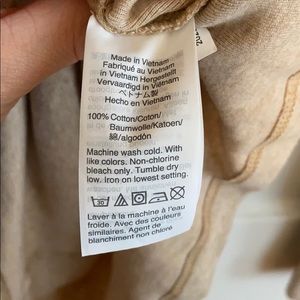 Made in Vietnam
Fabriqué au Vietnam
in Vietnam Hergestellt
Vervaardigd in Vietnam
ベトナム製
Hecho en Vietnam
100% Cotton/Coton/
Baumwolle/Katoen/
綿/algodón
Machine wash cold. With
like colors. Non-chlorine
bleach only. Tumble dry
low. Iron on lowest setting.
Laver à la machine à l'eau
froide. Avec des couleurs
similaires. Agent de
blanchiment non chloré